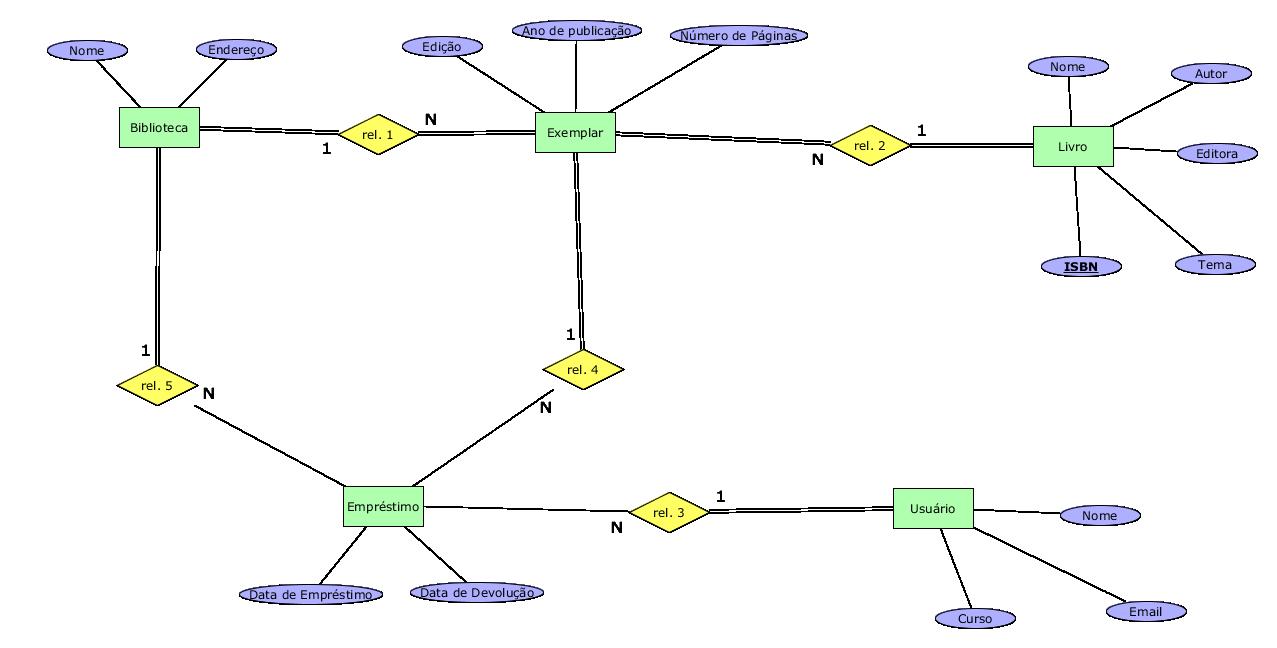 Nome
Endereço
Edição
Ano de publicação
Número de Páginas
Nome
Autor
Biblioteca
rel. 1
N
1
Exemplar
rel. 2
1
N
Livro
Editora
ISBN
Tema
1
rel. 5
N
1
rel. 4
N
Empréstimo
rel. 3
1
N
Usuário
Nome
Data de Empréstimo
Data de Devolução
Curso
Email